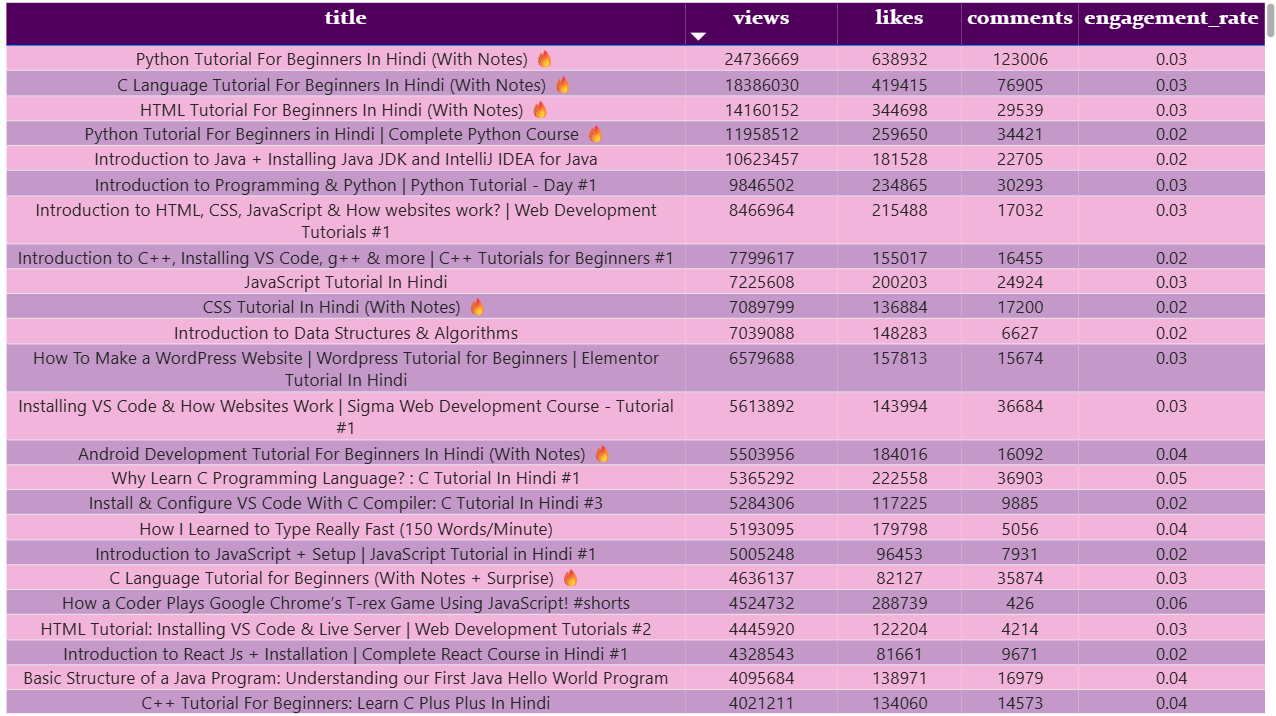 title views likes comments engagement_rate
Python Tutorial For Beginners In Hindi (With Notes) 🔥 24736669 638932 123006 0.03
C Language Tutorial For Beginners In Hindi (With Notes) 🔥 18386030 419415 76905 0.03
HTML Tutorial For Beginners In Hindi (With Notes) 🔥 14160152 344698 29539 0.03
Python Tutorial For Beginners in Hindi | Complete Python Course 🔥 11958512 259650 34421 0.02
Introduction to Java + Installing Java JDK and IntelliJ IDEA for Java 10623457 181528 22705 0.02
Introduction to Programming & Python | Python Tutorial - Day #1 9846502 234865 30293 0.03
Introduction to HTML, CSS, JavaScript & How websites work? | Web Development 8466964 215488 17032 0.03
Tutorials #1
Introduction to C++, Installing VS Code, g++ & more | C++ Tutorials for Beginners #1 7799617 155017 16455 0.02
JavaScript Tutorial In Hindi 7225608 200203 24924 0.03
CSS Tutorial In Hindi (With Notes) 🔥 7089799 136884 17200 0.02
Introduction to Data Structures & Algorithms 7039088 148283 6627 0.02
How To Make a WordPress Website | Wordpress Tutorial for Beginners | Elementor 6579688 157813 15674 0.03
Tutorial In Hindi
Installing VS Code & How Websites Work | Sigma Web Development Course - Tutorial 5613892 143994 36684 0.03
#1
Android Development Tutorial For Beginners In Hindi (With Notes) 🔥 5503956 184016 16092 0.04
Why Learn C Programming Language? : C Tutorial In Hindi #1 5365292 222558 36903 0.05
Install & Configure VS Code With C Compiler: C Tutorial In Hindi #3 5284306 117225 9885 0.02
How I Learned to Type Really Fast (150 Words/Minute) 5193095 179798 5056 0.04
Introduction to JavaScript + Setup | JavaScript Tutorial in Hindi #1 5005248 96453 7931 0.02
C Language Tutorial for Beginners (With Notes + Surprise) 🔥 4636137 82127 35874 0.03
How a Coder Plays Google Chrome’s T-rex Game Using JavaScript! #shorts 4524732 288739 426 0.06
HTML Tutorial: Installing VS Code & Live Server | Web Development Tutorials #2 4445920 122204 4214 0.03
Introduction to React Js + Installation | Complete React Course in Hindi #1 4328543 81661 9671 0.02
Basic Structure of a Java Program: Understanding our First Java Hello World Program 4095684 138971 16979 0.04
C++ Tutorial For Beginners: Learn C Plus Plus In Hindi 4021211 134060 14573 0.04